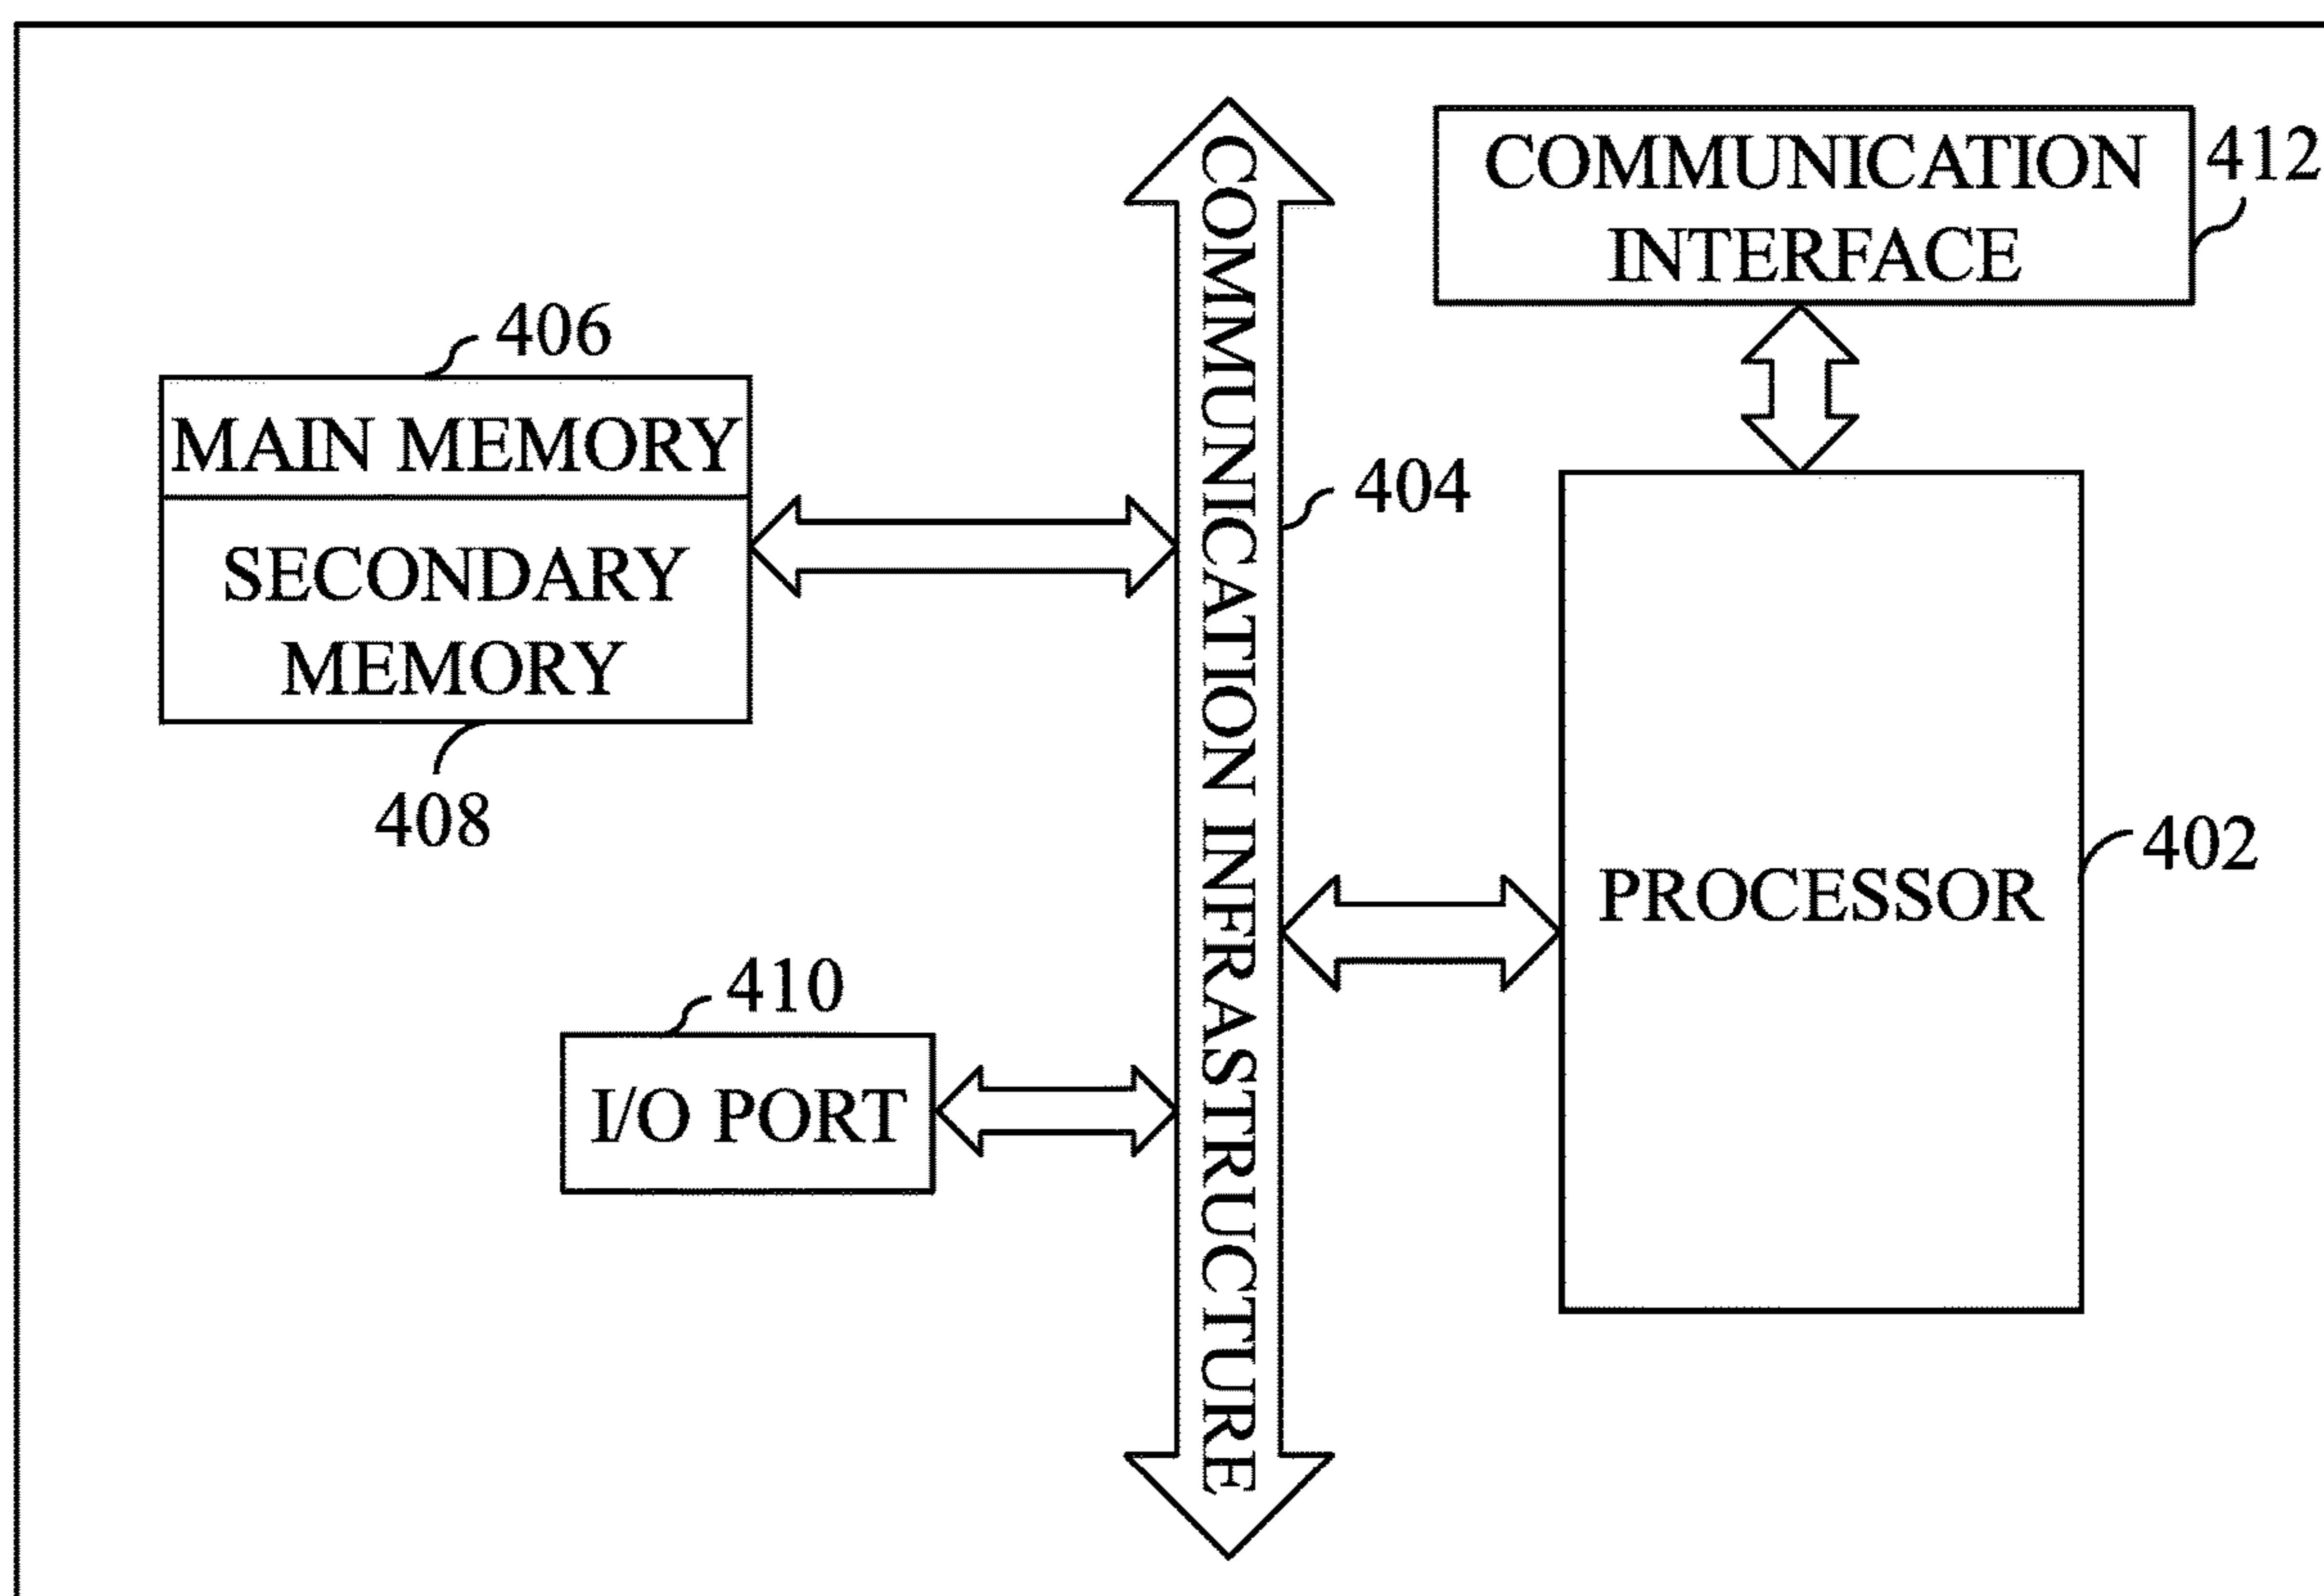 COMMUNICATION
INTERFACE
412
406
MAIN MEMORY
SECONDARY
MEMORY
408
COMMUNICATION INFRASTRUCTURE
404
PROCESSOR
402
410
I/O PORT